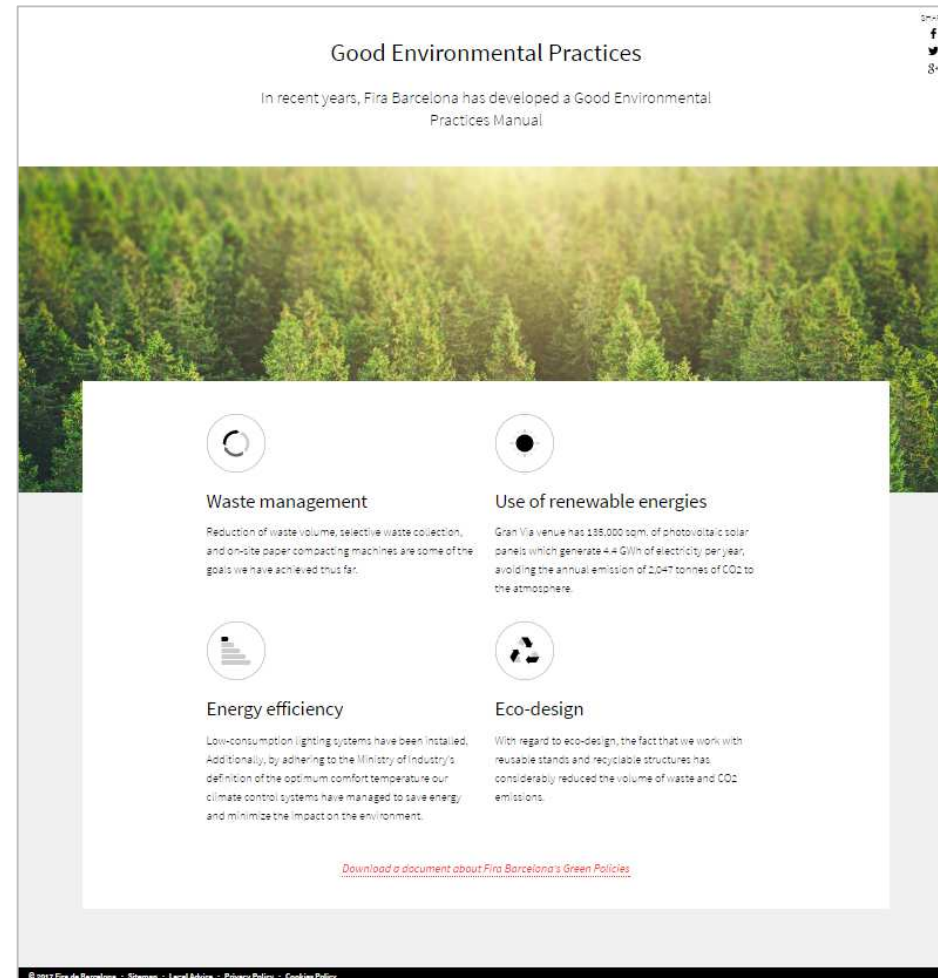 Good Environmental Practices
In recent years, Fira Barcelona has developed a Good Environmental
Practices Manual
Waste management
Reduction of waste volume, selective waste collection,
and on-site paper compacting machines are some of the
goals we have achieved thus far.
Use of renewable energies
Gran Via venue has 135,000 sqm. of photovoltaic solar
panels which generate 4.4 GWh of electricity per year,
avoiding the annual emission of 2,047 tonnes of CO2 to
the atmosphere.
Energy efficiency
Low-consumption lighting systems have been installed.
Additionally, by adhering to the Ministry of Industry's
definition of the optimum comfort temperature our
climate control systems have managed to save energy
and minimize the impact on the environment.
Eco-design
With regard to eco-design, the fact that we work with
reusable stands and recyclable structures has
considerably reduced the volume of waste and CO2
emissions.
Download a document about Fira Barcelona's Green Policies
© 2017 Fira de Barcelona - Sitemap - Legal Advice - Privacy Policy - Cookies Policy